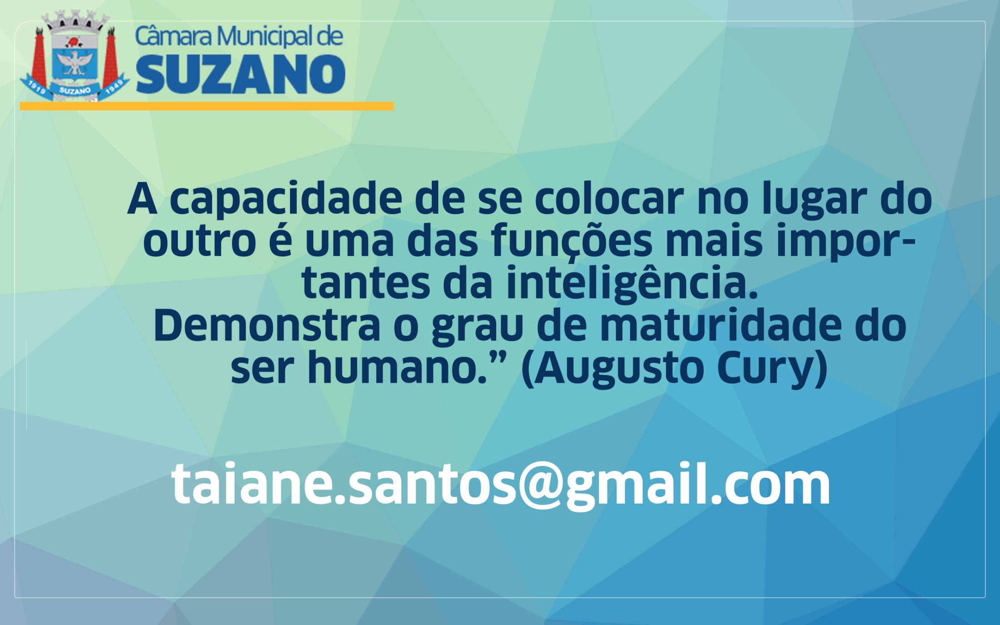 Câmara Municipal de
SUZANO
1919 SUZANO 1949
A capacidade de se colocar no lugar do
outro é uma das funções mais impor-
tantes da inteligência.
Demonstra o grau de maturidade do
ser humano.” (Augusto Cury)
taiane.santos@gmail.com